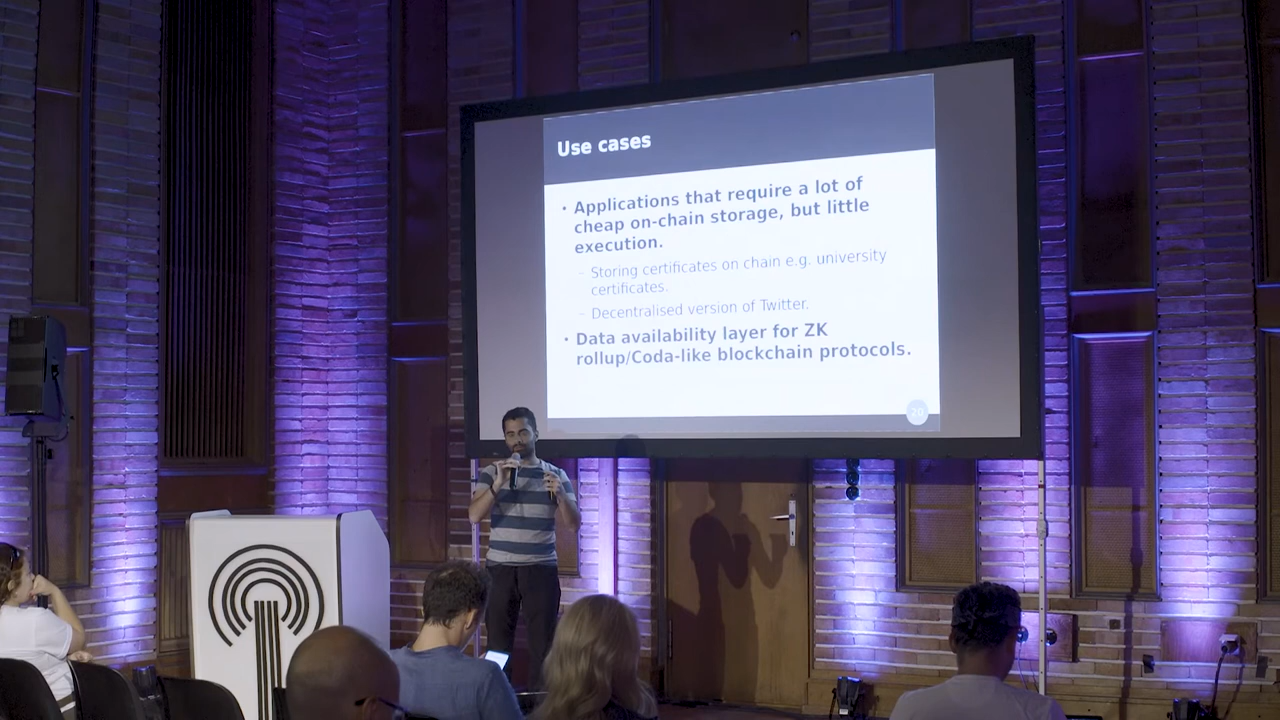 Use cases
• Applications that require a lot of
cheap on-chain storage, but little
execution.
– Storing certificates on chain e.g. university
certificates.
– Decentralised version of Twitter.
• Data availability layer for ZK
rollup/Coda-like blockchain protocols.
20